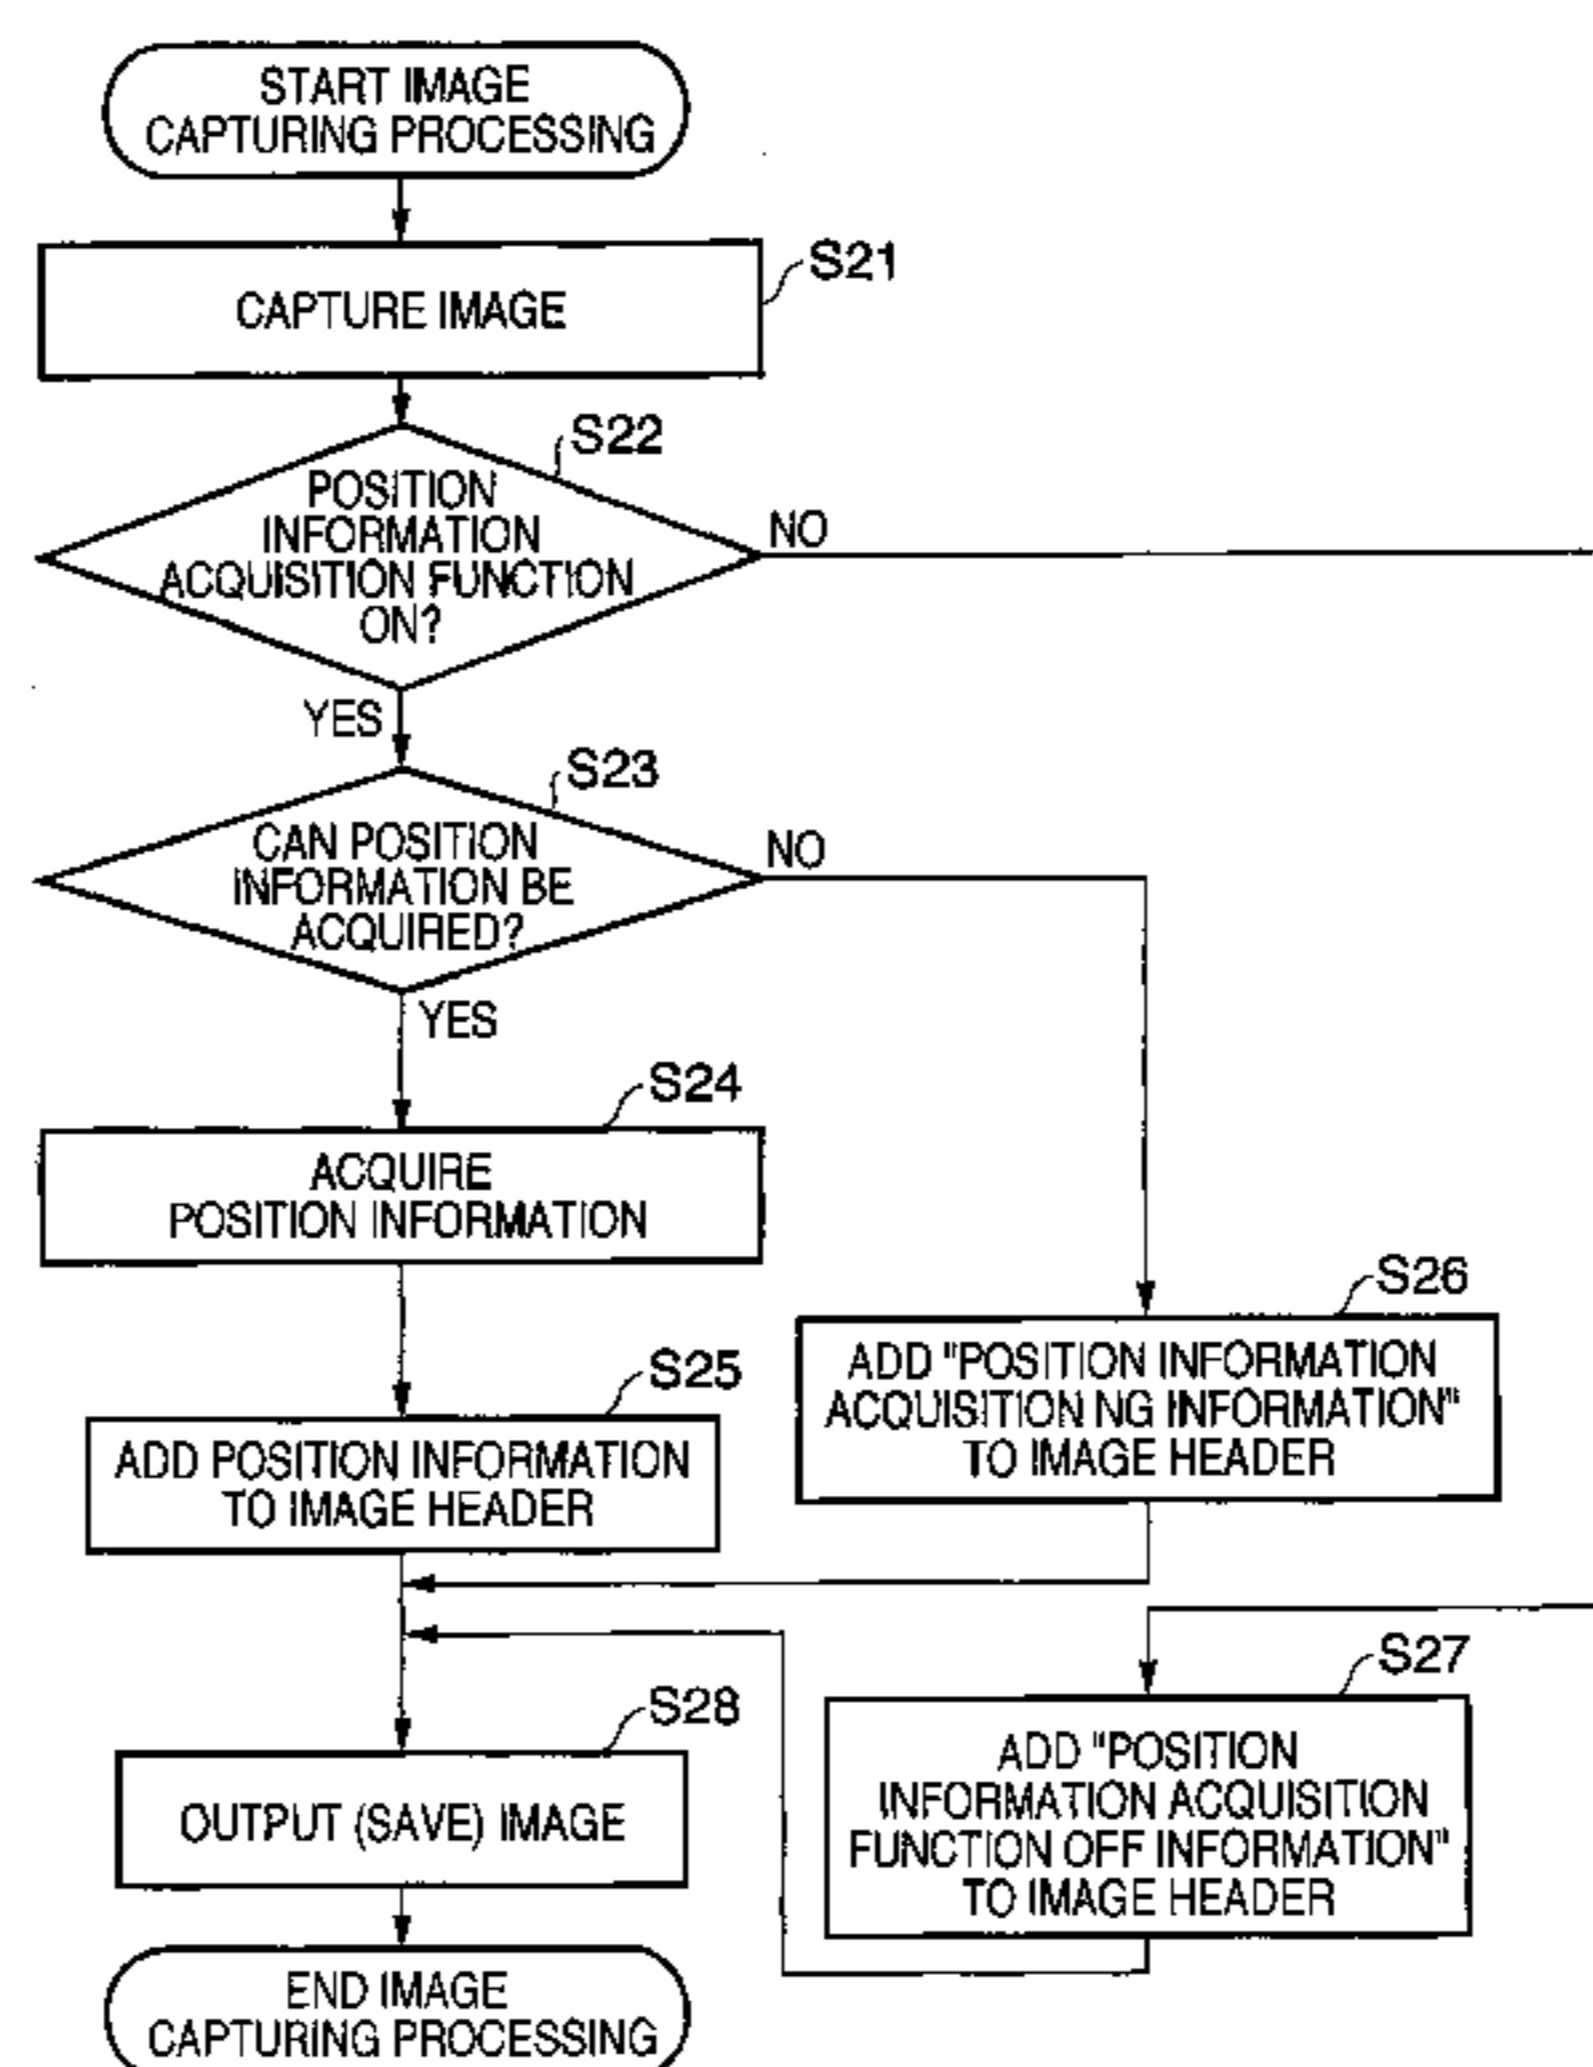 START IMAGE
CAPTURING PROCESSING
S21
CAPTURE IMAGE
S22
POSITION
INFORMATION
ACQUISITION FUNCTION
ON?
NO
YES
S23
CAN POSITION
INFORMATION BE
ACQUIRED?
NO
YES
S24
ACQUIRE
POSITION INFORMATION
S25
ADD POSITION INFORMATION
TO IMAGE HEADER
S26
ADD "POSITION INFORMATION
ACQUISITION NG INFORMATION"
TO IMAGE HEADER
S27
ADD "POSITION
INFORMATION ACQUISITION
FUNCTION OFF INFORMATION"
TO IMAGE HEADER
S28
OUTPUT (SAVE) IMAGE
END IMAGE
CAPTURING PROCESSING